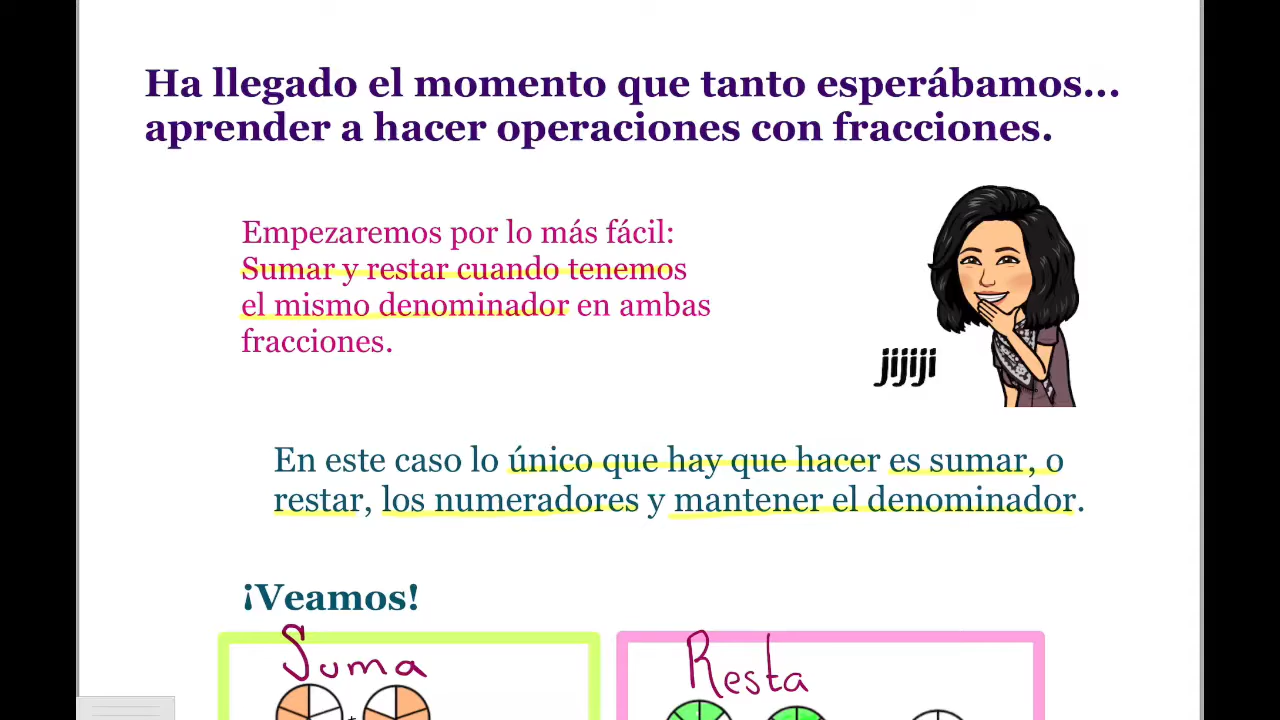 Ha llegado el momento que tanto esperábamos...
aprender a hacer operaciones con fracciones.
Empezaremos por lo más fácil:
Sumar y restar cuando tenemos
el mismo denominador en ambas
fracciones.
jijiji
En este caso lo único que hay que hacer es sumar, o
restar, los numeradores y mantener el denominador.
¡Veamos!
Suma
Resta
+